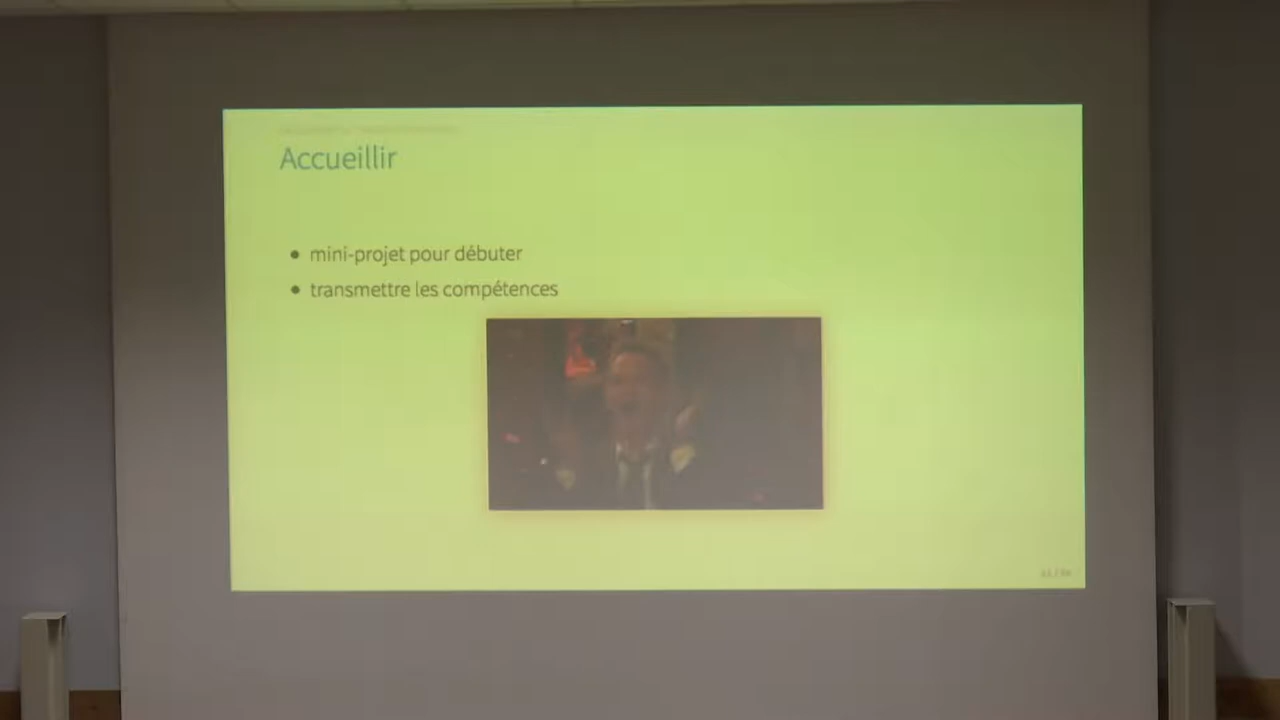 Accueillir
mini-projet pour débuter
transmettre les compétences